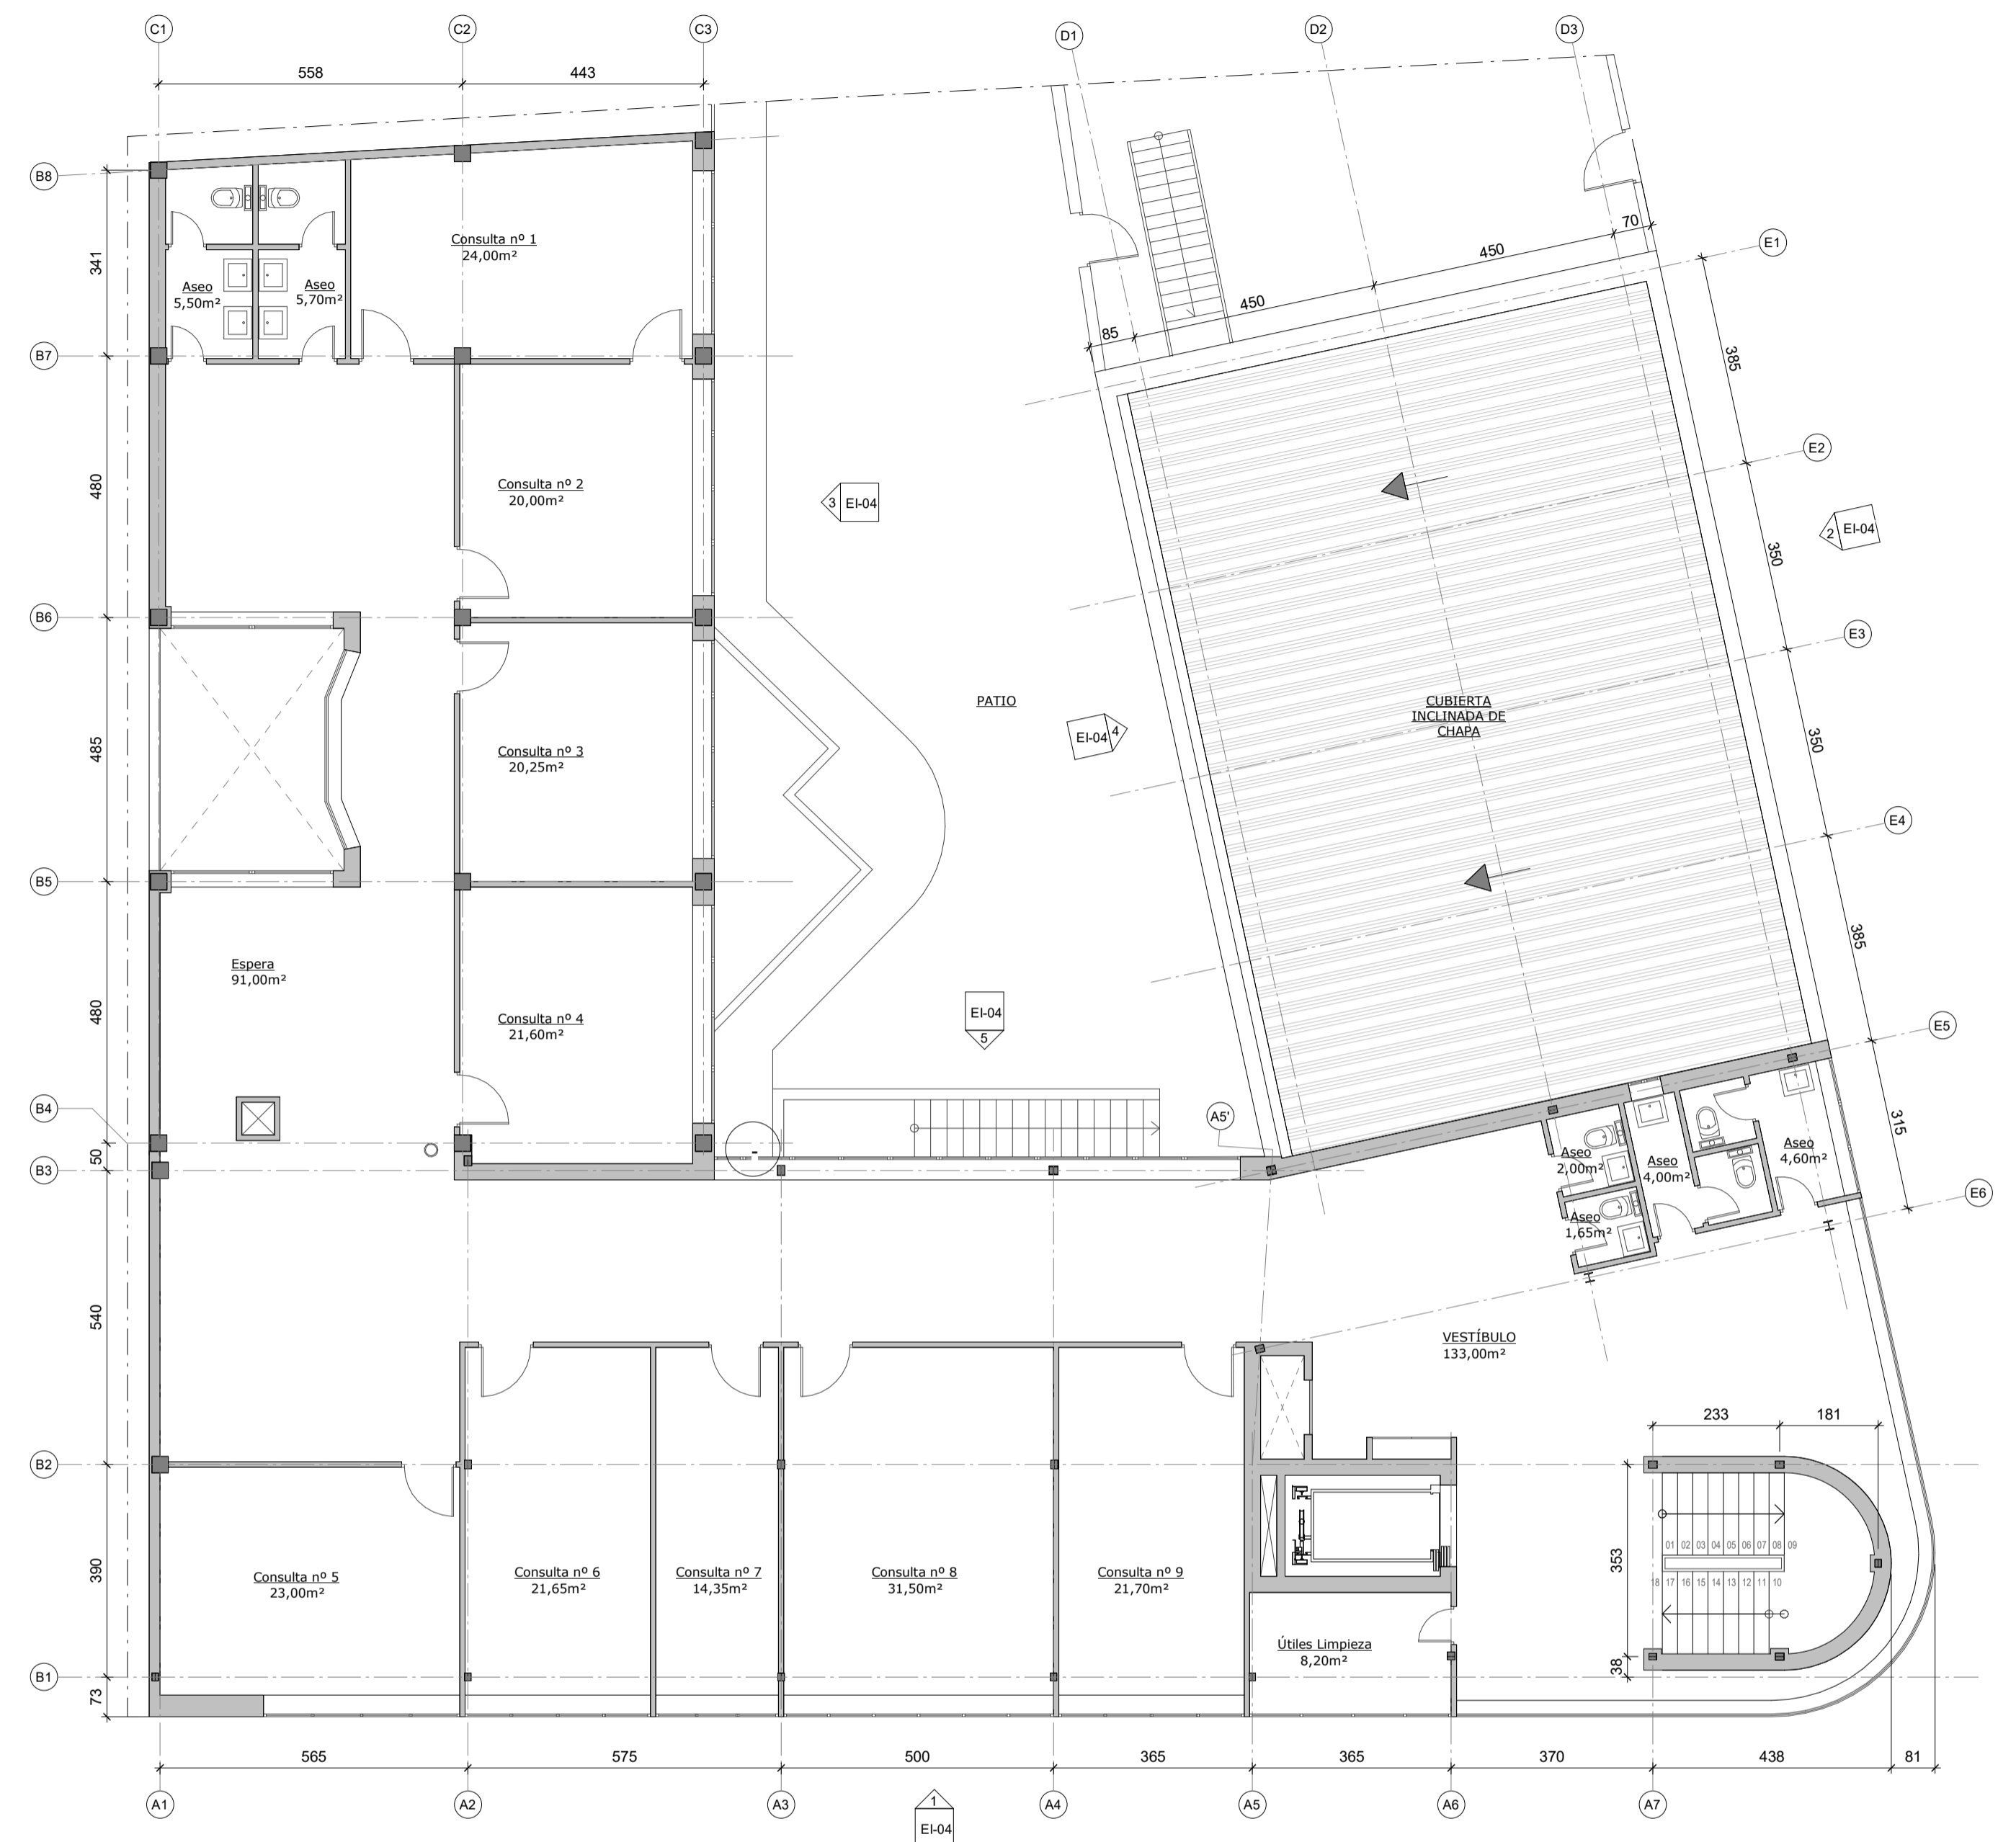 C1
C2
C3
D1
D2
D3
558
443
B8
341
Consulta nº 1
24,00m²
Aseo
5,50m²
Aseo
5,70m²
B7
70
450
450
85
E1
385
480
Consulta nº 2
20,00m²
3
EI-04
E2
2
EI-04
350
B6
E3
485
Consulta nº 3
20,25m²
PATIO
EI-04
4
CUBIERTA
INCLINADA DE
CHAPA
350
E4
B5
385
Espera
91,00m²
480
Consulta nº 4
21,60m²
EI-04
5
E5
B4
A5'
315
50
B3
Aseo
2,00m²
Aseo
4,00m²
Aseo
4,60m²
Aseo
1,65m²
E6
540
VESTÍBULO
133,00m²
233
181
B2
353
01 02 03 04 05 06 07 08 09
18 17 16 15 14 13 12 11 10
390
Consulta nº 5
23,00m²
Consulta nº 6
21,65m²
Consulta nº 7
14,35m²
Consulta nº 8
31,50m²
Consulta nº 9
21,70m²
Útiles Limpieza
8,20m²
38
B1
73
565
575
500
365
365
370
438
81
A1
A2
A3
A4
A5
A6
A7
1
EI-04